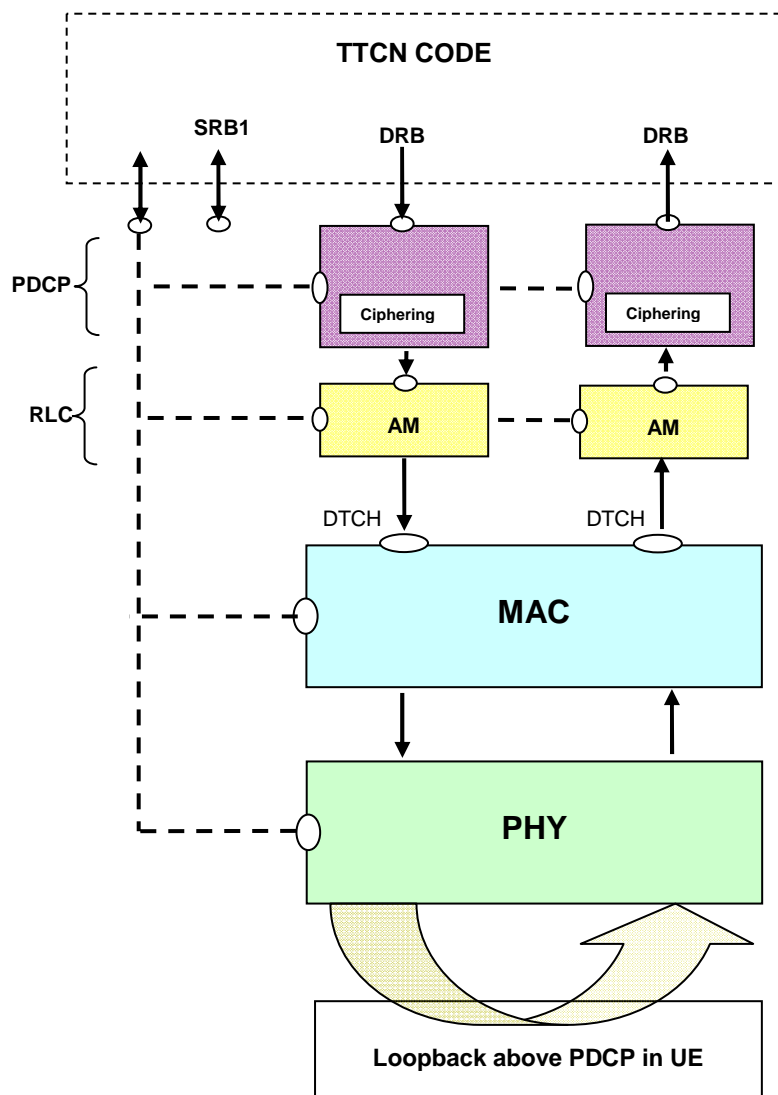 TTCN CODE
SRB1
DRB
DRB
PDCP
Ciphering
Ciphering
RLC
AM
AM
DTCH
DTCH
MAC
PHY
Loopback above PDCP in UE